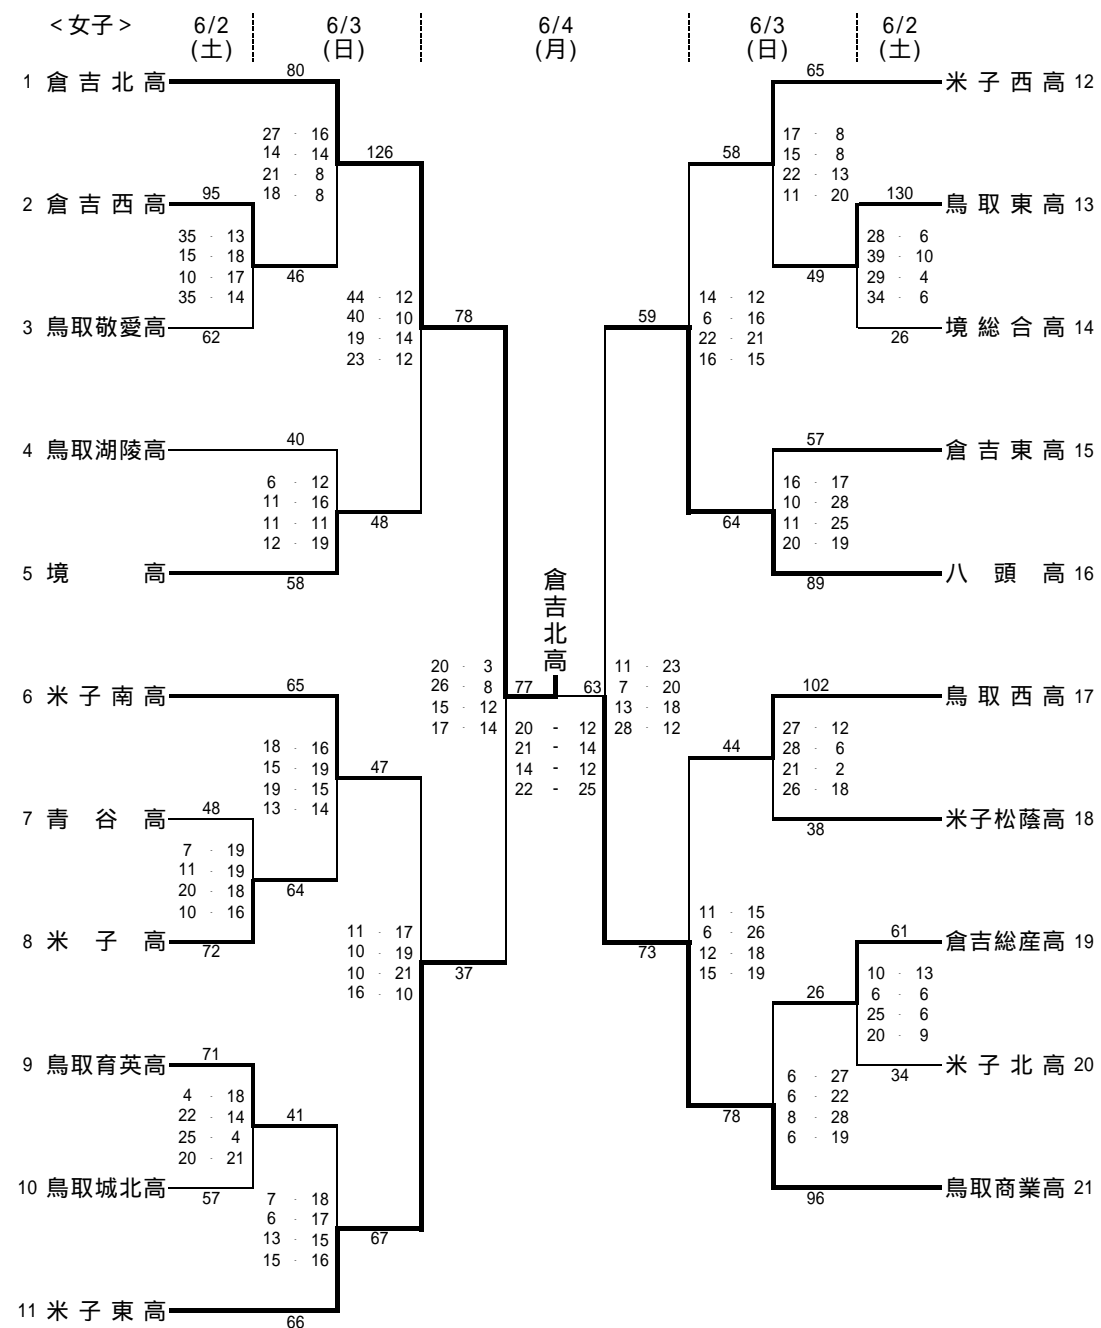 <女子>
6/2 (土)
6/3 (日)
6/4 (月)
6/3 (日)
6/2 (土)
1 倉吉北高
80
27 - 16
14 - 14
21 - 8
18 - 8
126
2 倉吉西高
95
35 - 13
15 - 18
10 - 17
35 - 14
46
3 鳥取敬愛高
62
44 - 12
40 - 10
19 - 14
23 - 12
78
4 鳥取湖陵高
40
6 - 12
11 - 16
11 - 11
12 - 19
48
5 境高
58
6 米子南高
65
18 - 16
15 - 19
19 - 15
13 - 14
47
7 青谷高
48
7 - 19
11 - 19
20 - 18
10 - 16
64
8 米子高
72
11 - 17
10 - 19
10 - 21
16 - 10
37
9 鳥取育英高
71
4 - 18
22 - 14
25 - 4
20 - 21
41
10 鳥取城北高
57
7 - 18
6 - 17
13 - 15
15 - 16
67
11 米子東高
66
20 - 3
26 - 8
15 - 12
17 - 14
倉吉北高
77
63
20 - 12
21 - 14
14 - 12
22 - 25
11 - 23
7 - 20
13 - 18
28 - 12
65
米子西高 12
58
17 - 8
15 - 8
22 - 13
11 - 20
130
鳥取東高 13
28 - 6
39 - 10
29 - 4
34 - 6
49
26
境総合高 14
59
14 - 12
6 - 16
22 - 21
16 - 15
57
倉吉東高 15
16 - 17
10 - 28
11 - 25
20 - 19
64
89
八頭高 16
102
鳥取西高 17
27 - 12
28 - 6
21 - 2
26 - 18
44
38
米子松蔭高 18
11 - 15
6 - 26
12 - 18
15 - 19
73
61
倉吉総産高 19
10 - 13
6 - 6
25 - 6
20 - 9
26
34
米子北高 20
6 - 27
6 - 22
8 - 28
6 - 19
78
96
鳥取商業高 21